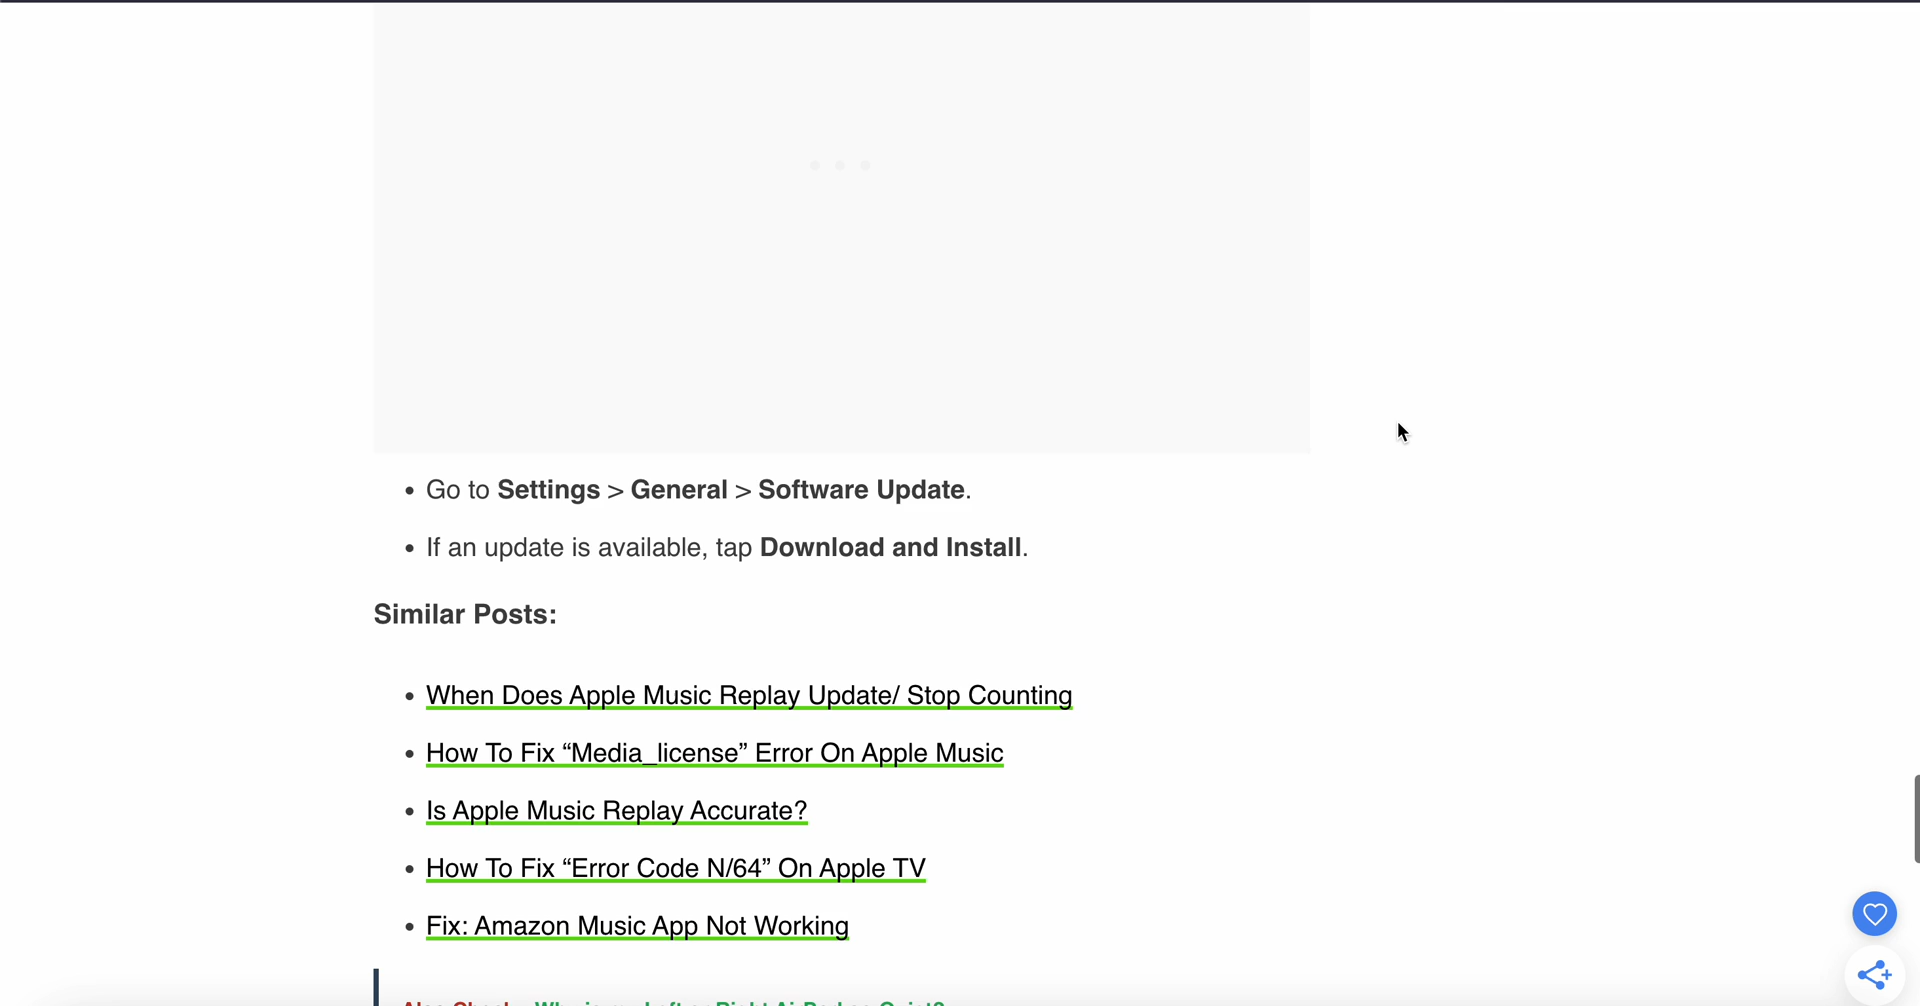 • Go to Settings > General > Software Update.
• If an update is available, tap Download and Install.
Similar Posts:
• When Does Apple Music Replay Update/ Stop Counting
• How To Fix “Media_license” Error On Apple Music
• Is Apple Music Replay Accurate?
• How To Fix “Error Code N/64” On Apple TV
• Fix: Amazon Music App Not Working